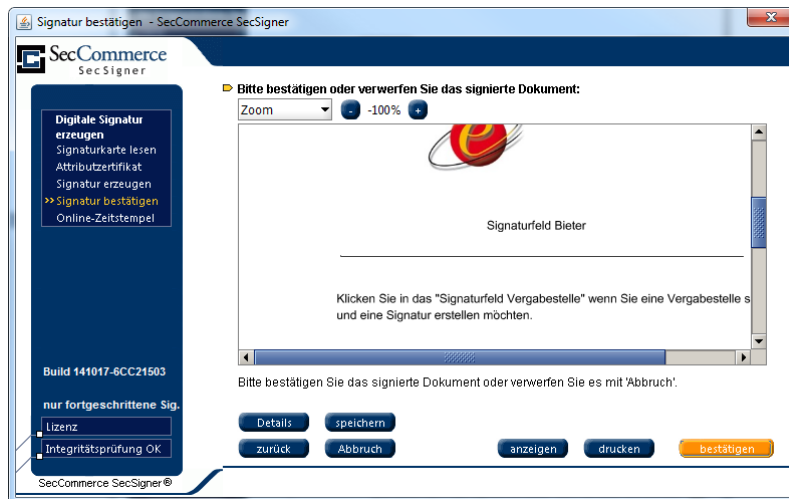 Signatur bestätigen - SecCommerce SecSigner
SecCommerce
SecSigner
Digitale Signatur
erzeugen
Signaturkarte lesen
Attributzertifikat
Signatur erzeugen
>> Signatur bestätigen
Online-Zeitstempel
Build 141017-6CC21503
nur fortgeschrittene Sig.
Lizenz
Integritätsprüfung OK
SecCommerce SecSigner®
Bitte bestätigen oder verwerfen Sie das signierte Dokument:
Zoom - -100% +
Signaturfeld Bieter
Klicken Sie in das "Signaturfeld Vergabestelle" wenn Sie eine Vergabestelle s
und eine Signatur erstellen möchten.
Bitte bestätigen Sie das signierte Dokument oder verwerfen Sie es mit 'Abbruch'.
Details speichern
zurück Abbruch anzeigen drucken bestätigen